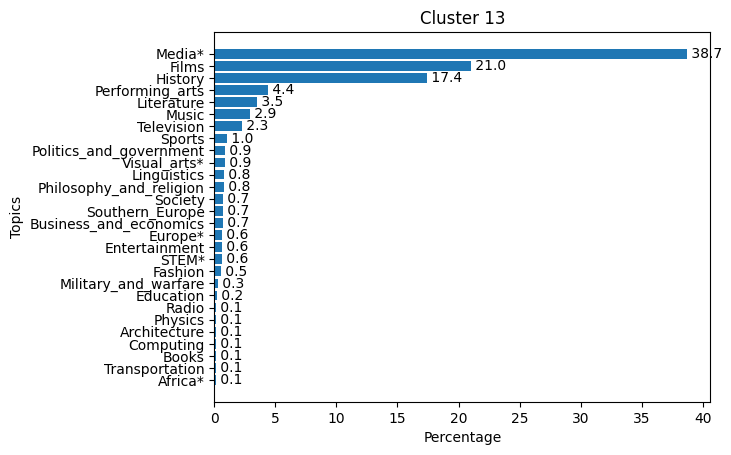 Cluster 13
Topics
Media* 38.7
Films 21.0
History 17.4
Performing_arts 4.4
Literature 3.5
Music 2.9
Television 2.3
Sports 1.0
Politics_and_government 0.9
Visual_arts* 0.9
Linguistics 0.8
Philosophy_and_religion 0.8
Society 0.7
Southern_Europe 0.7
Business_and_economics 0.7
Europe* 0.6
Entertainment 0.6
STEM* 0.6
Fashion 0.5
Military_and_warfare 0.3
Education 0.2
Radio 0.1
Physics 0.1
Architecture 0.1
Computing 0.1
Books 0.1
Transportation 0.1
Africa* 0.1
0 5 10 15 20 25 30 35 40
Percentage